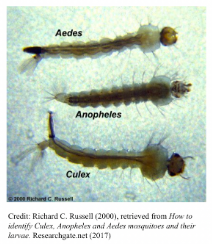 Aedes
Anopheles
Culex
© 2000 Richard C. Russell
Credit: Richard C. Russell (2000), retrieved from How to
identify Culex, Anopheles and Aedes mosquitoes and their
larvae. Researchgate.net (2017)